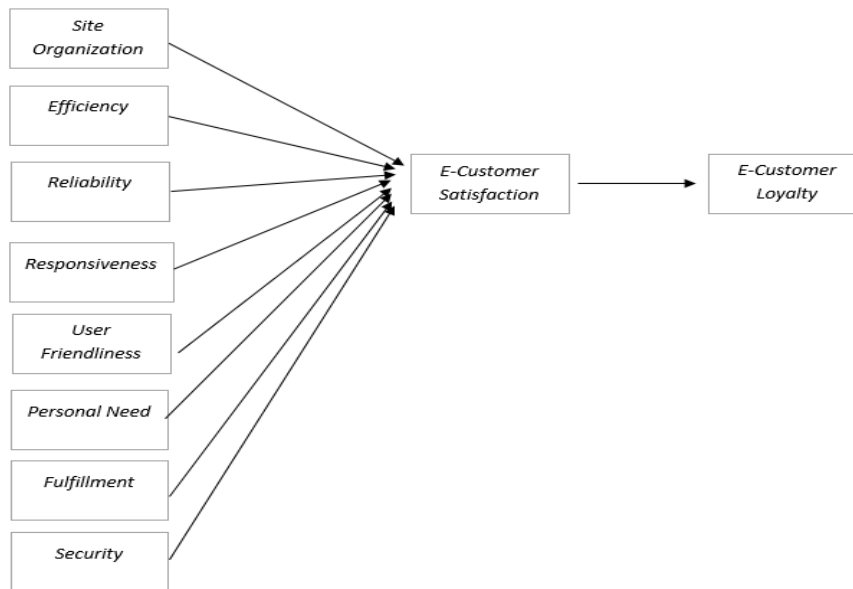 Site
Organization
Efficiency
Reliability
Responsiveness
User
Friendliness
Personal Need
Fulfillment
Security
E-Customer
Satisfaction
E-Customer
Loyalty